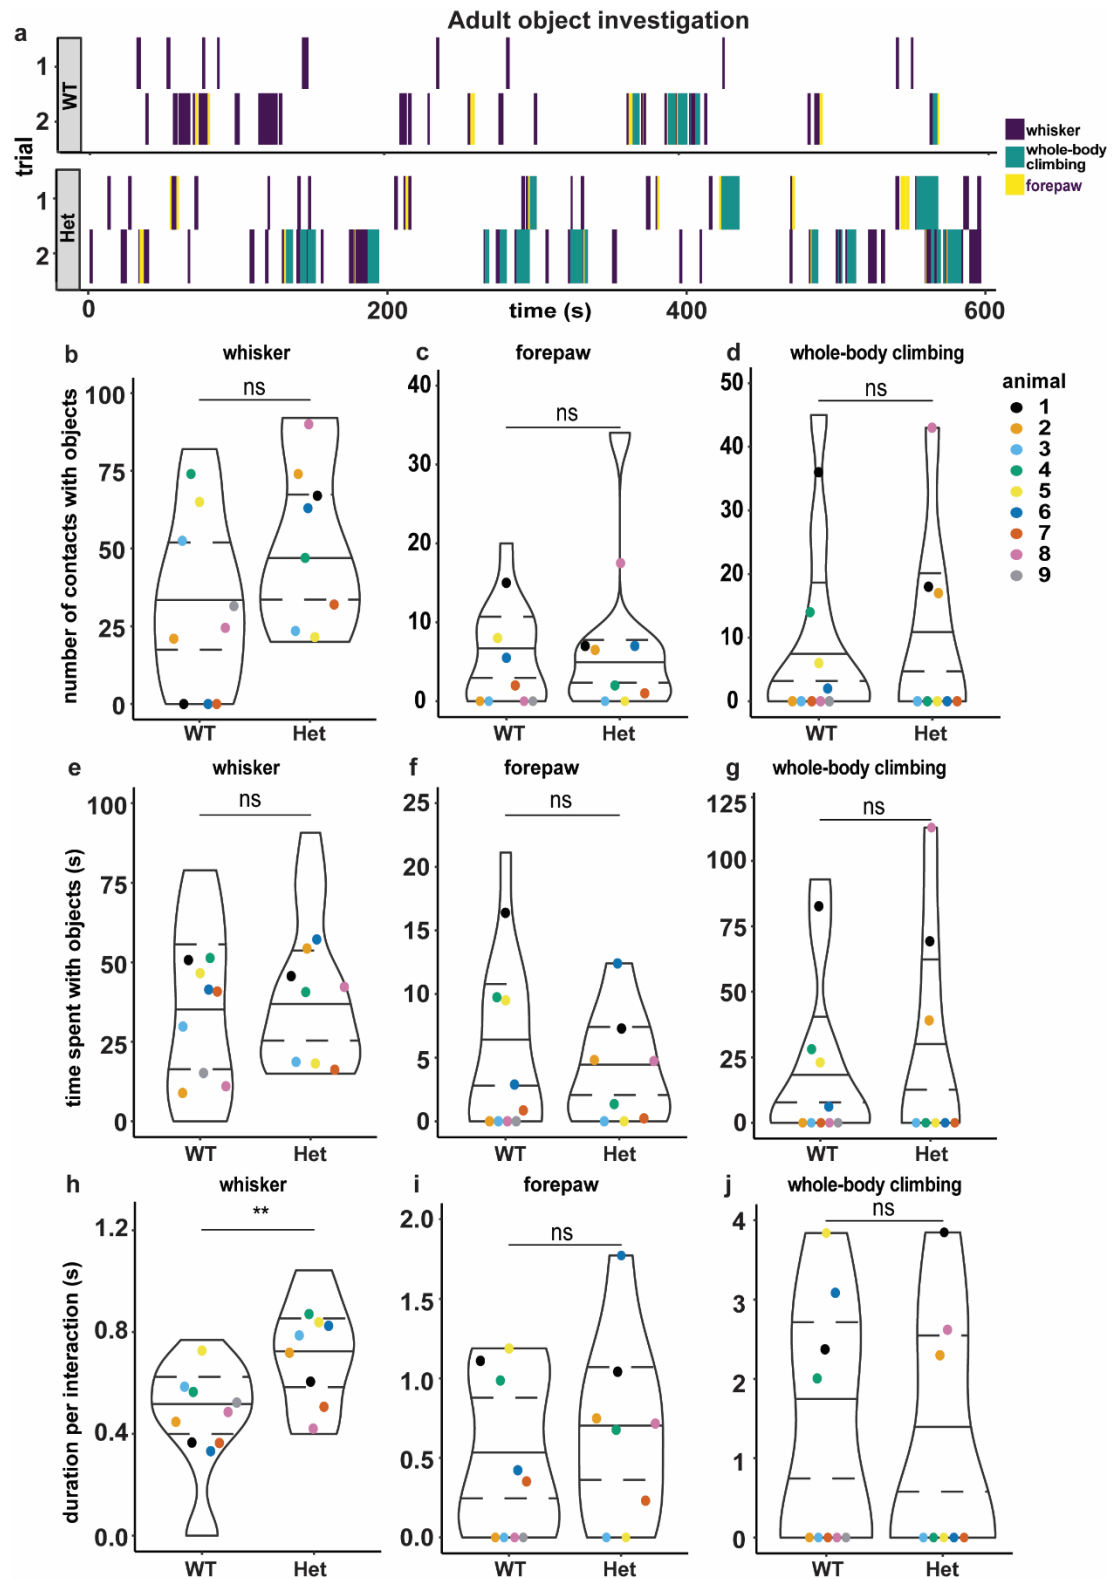 Adult object investigation
a
trial
WT
1
2
Het
1
2
0
200
400
600
time (s)
whisker
whole-body
climbing
forepaw
b
whisker
number of contacts with objects
100
75
50
25
0
ns
WT
Het
c
forepaw
40
30
20
10
0
ns
WT
Het
d
whole-body climbing
50
40
30
20
10
0
ns
WT
Het
animal
1
2
3
4
5
6
7
8
9
e
whisker
time spent with objects (s)
100
75
50
25
0
ns
WT
Het
f
forepaw
25
20
15
10
5
0
ns
WT
Het
g
whole-body climbing
125
100
75
50
25
0
ns
WT
Het
h
whisker
duration per interaction (s)
1.2
0.8
0.4
0.0
**
WT
Het
i
forepaw
2.0
1.5
1.0
0.5
0.0
ns
WT
Het
j
whole-body climbing
4
3
2
1
0
ns
WT
Het